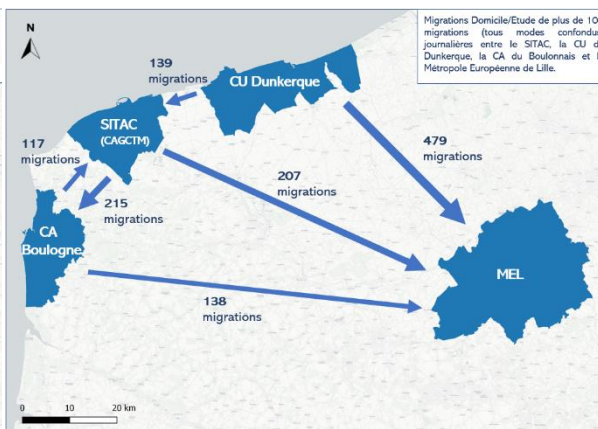 N
Migrations Domicile/Etude de plus de 10
migrations (tous modes confondu
journalières entre le SITAC, la CU d
Dunkerque, la CA du Boulonnais et l
Métropole Européenne de Lille.
139
migrations
CU Dunkerque
SITAC
(CAGCTM)
117
migrations
479
migrations
207
migrations
215
migrations
CA
Boulogne
MEL
138
migrations
0 10 20 km